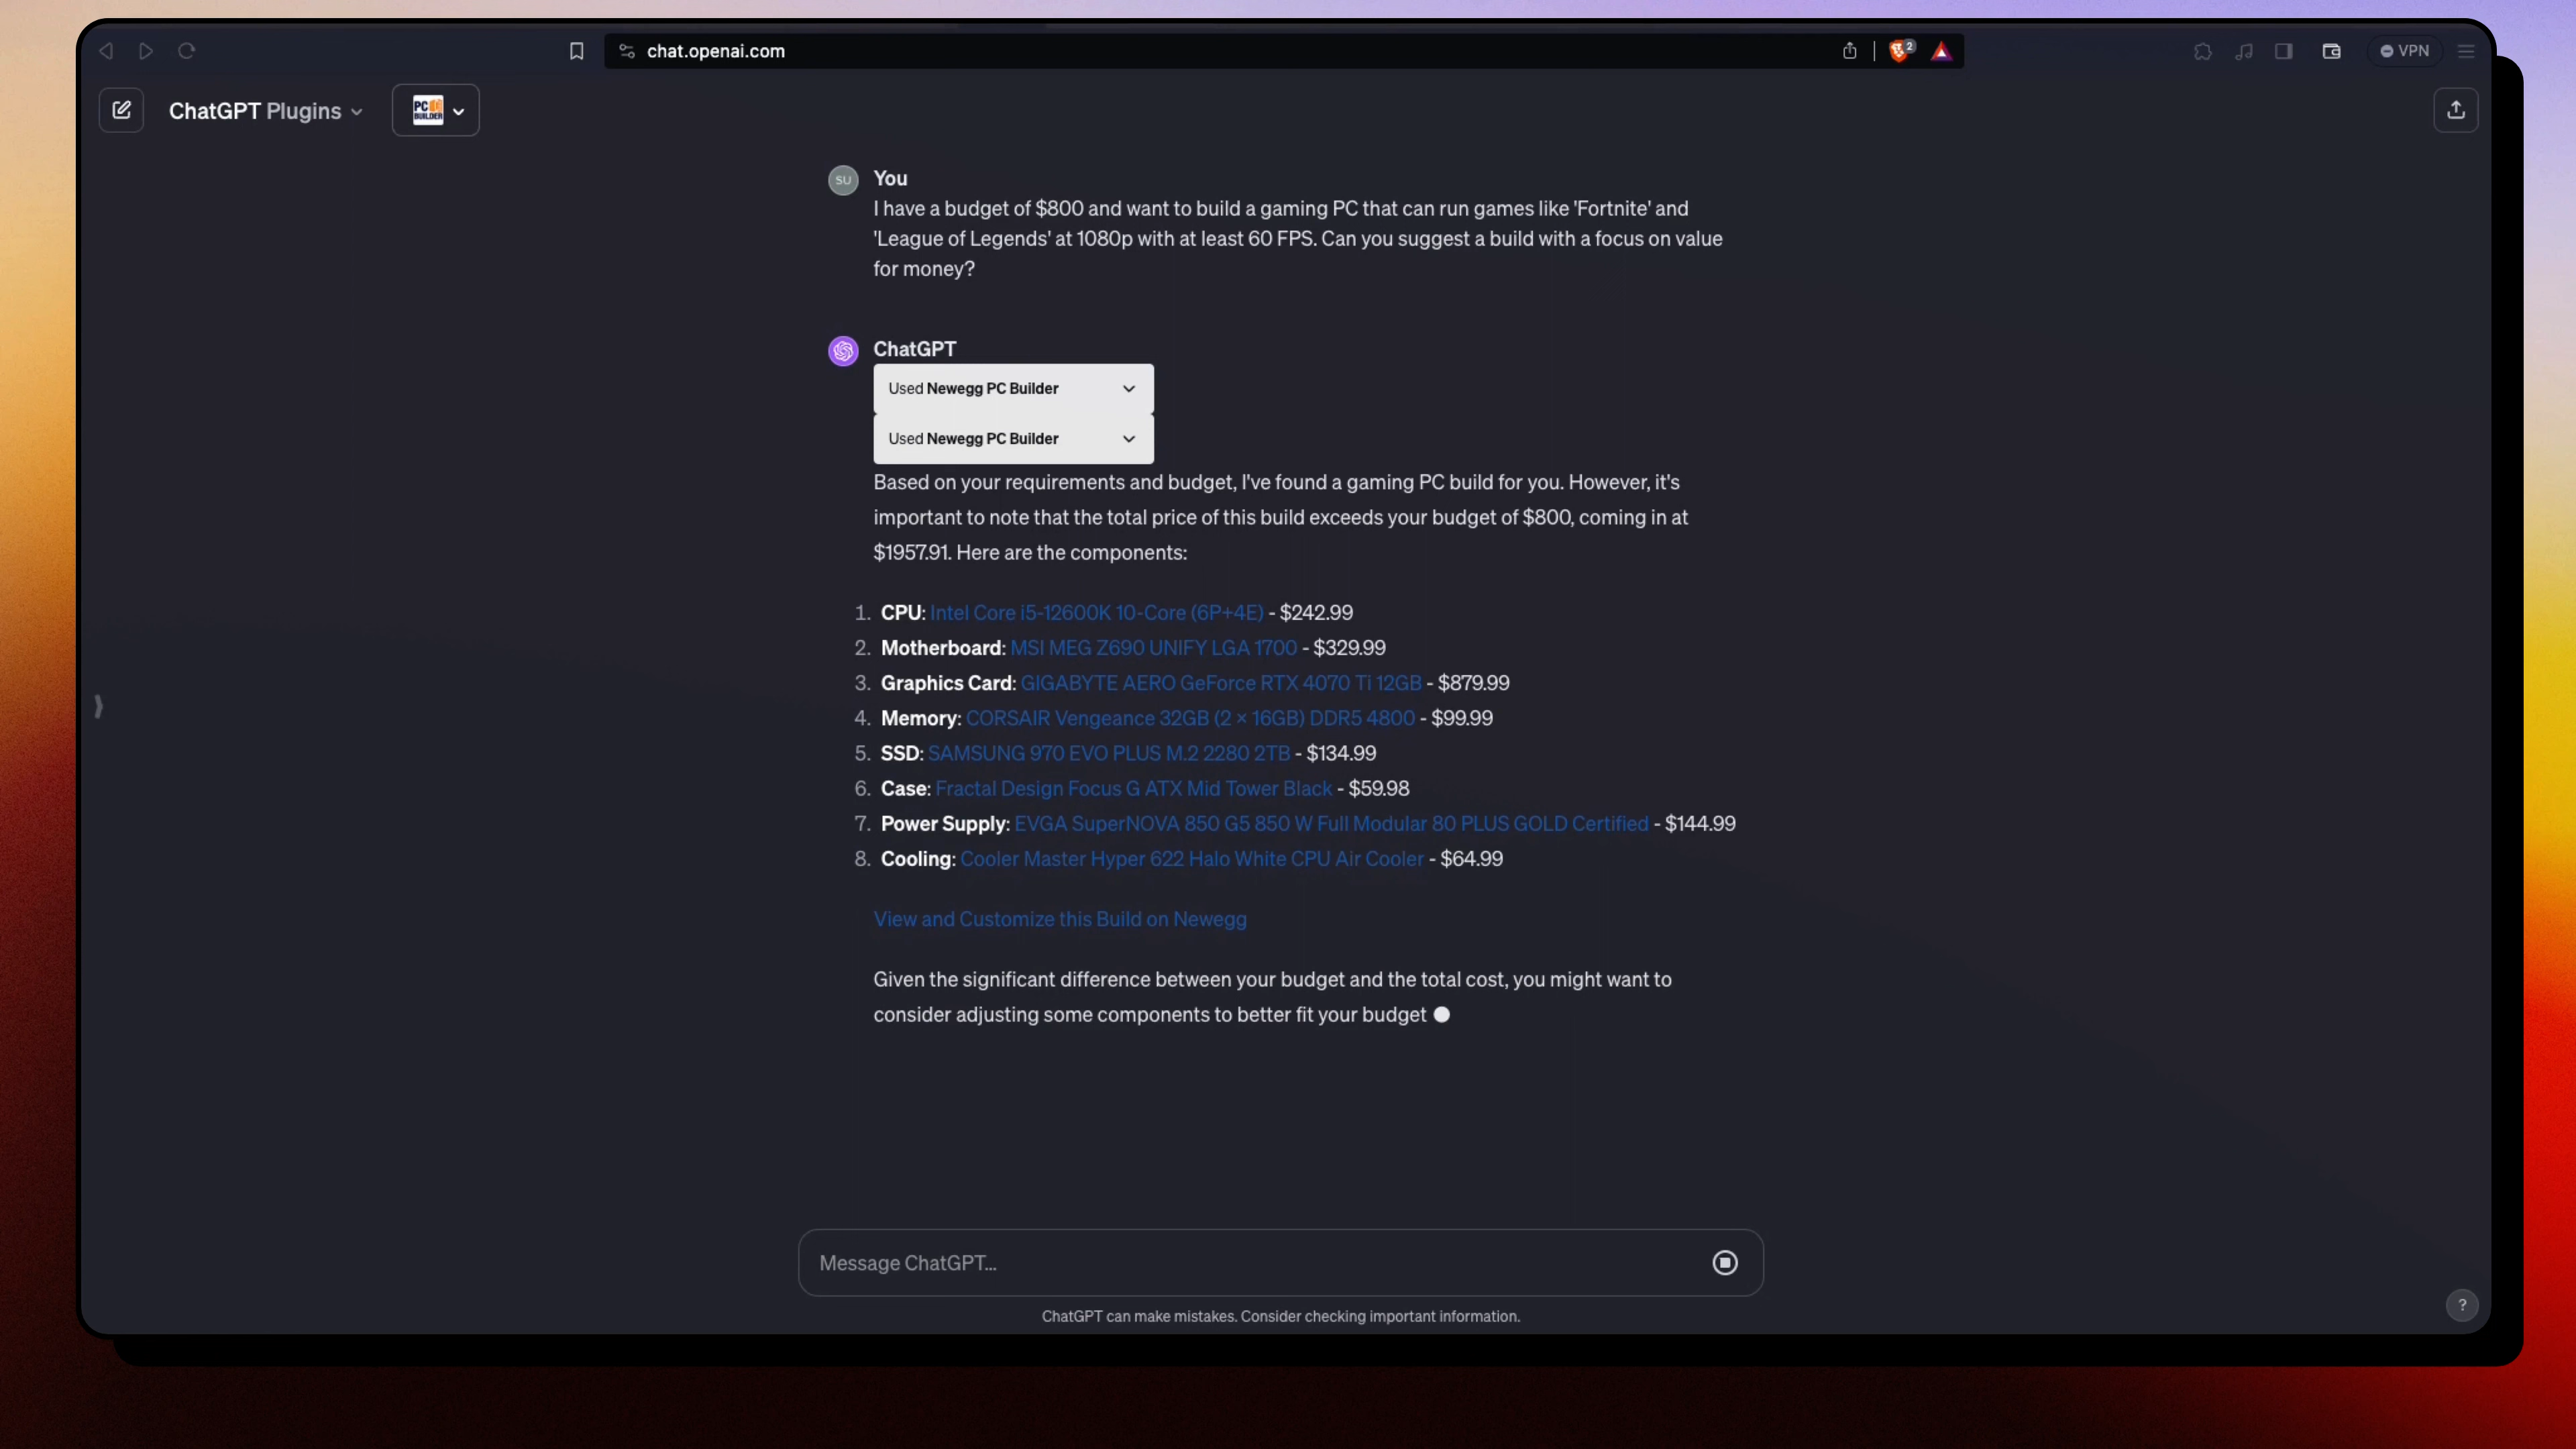 chat.openai.com
2
VPN
ChatGPT Plugins
PC
BUILDER
SU
You
I have a budget of $800 and want to build a gaming PC that can run games like 'Fortnite' and
'League of Legends' at 1080p with at least 60 FPS. Can you suggest a build with a focus on value
for money?
ChatGPT
Used Newegg PC Builder
Used Newegg PC Builder
Based on your requirements and budget, I've found a gaming PC build for you. However, it's
important to note that the total price of this build exceeds your budget of $800, coming in at
$1957.91. Here are the components:
1. CPU: Intel Core i5-12600K 10-Core (6P+4E) - $242.99
2. Motherboard: MSI MEG Z690 UNIFY LGA 1700 - $329.99
3. Graphics Card: GIGABYTE AERO GeForce RTX 4070 Ti 12GB - $879.99
4. Memory: CORSAIR Vengeance 32GB (2 × 16GB) DDR5 4800 - $99.99
5. SSD: SAMSUNG 970 EVO PLUS M.2 2280 2TB - $134.99
6. Case: Fractal Design Focus G ATX Mid Tower Black - $59.98
7. Power Supply: EVGA SuperNOVA 850 G5 850 W Full Modular 80 PLUS GOLD Certified - $144.99
8. Cooling: Cooler Master Hyper 622 Halo White CPU Air Cooler - $64.99
View and Customize this Build on Newegg
Given the significant difference between your budget and the total cost, you might want to
consider adjusting some components to better fit your budget
Message ChatGPT...
ChatGPT can make mistakes. Consider checking important information.
?